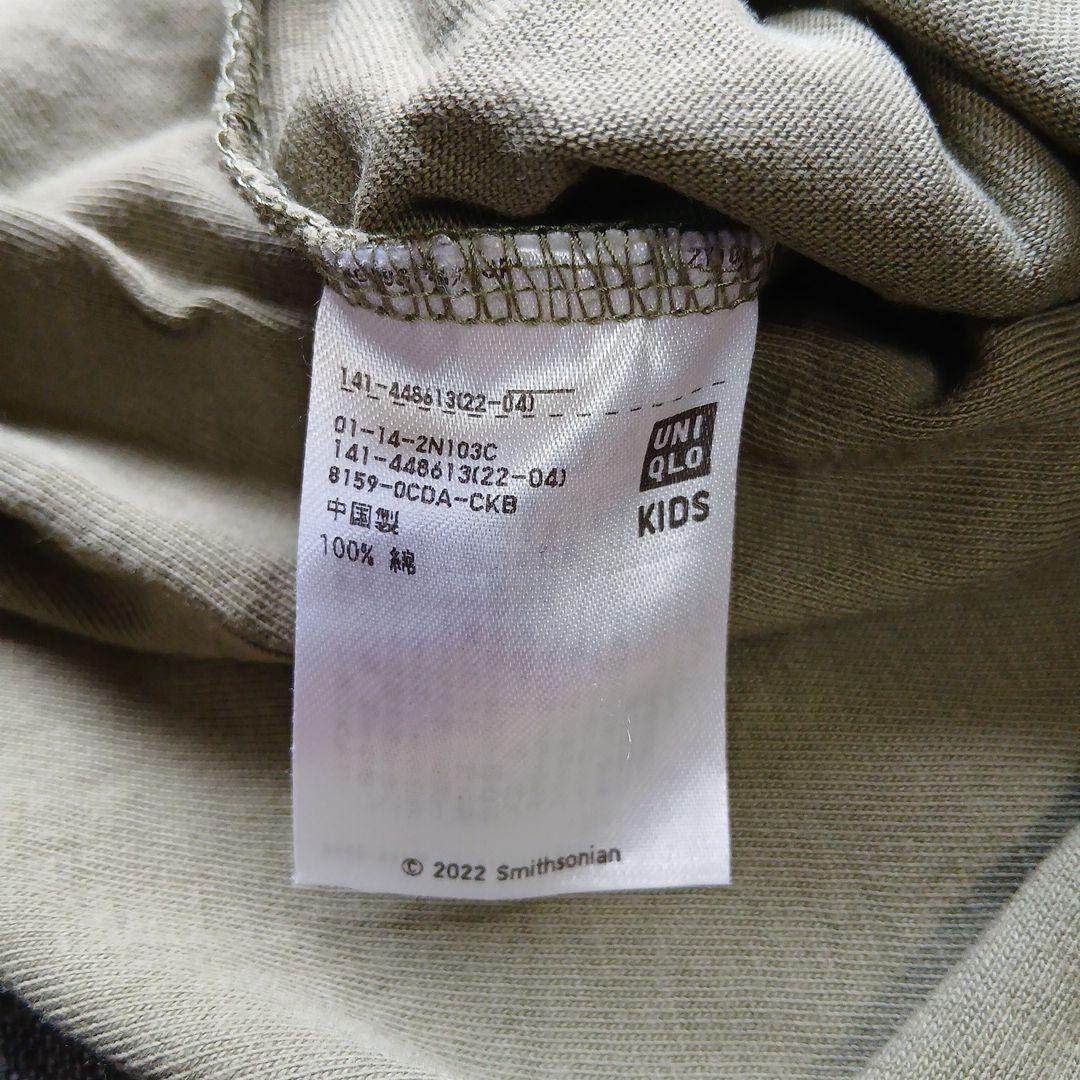 141-448613(22-04)
01-14-2N103C
141-448613(22-04)
8159-0CDA-CKB
中国製
100% 綿
UNI
QLO
KIDS
© 2022 Smithsonian